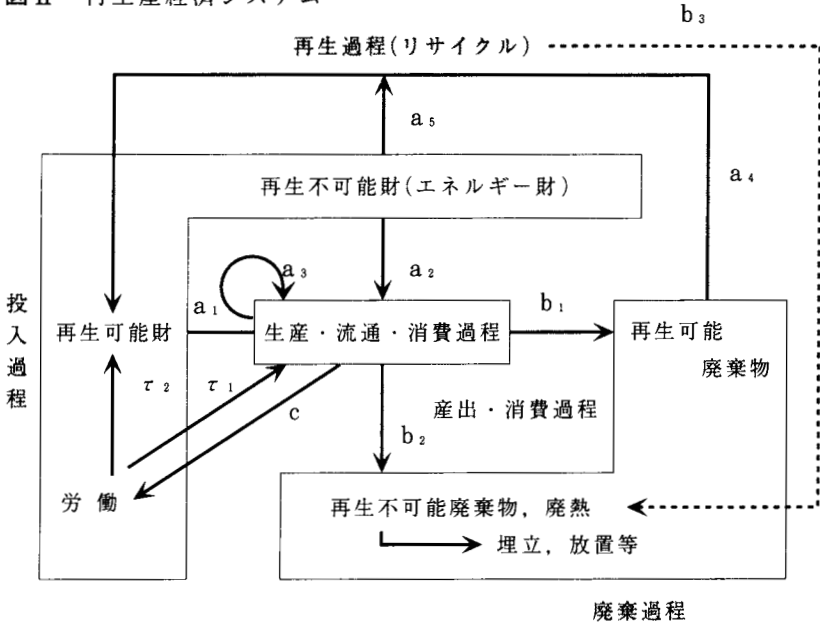 図Ⅱ 再生産経済システム
b₃
再生過程(リサイクル)
a₅
再生不可能財(エネルギー財)
a₄
a₃
a₂
a₁
b₁
投入過程
再生可能財
生産・流通・消費過程
再生可能
廃棄物
τ₂
τ₁
c
産出・消費過程
b₂
労働
再生不可能廃棄物，廃熱
埋立，放置等
廃棄過程